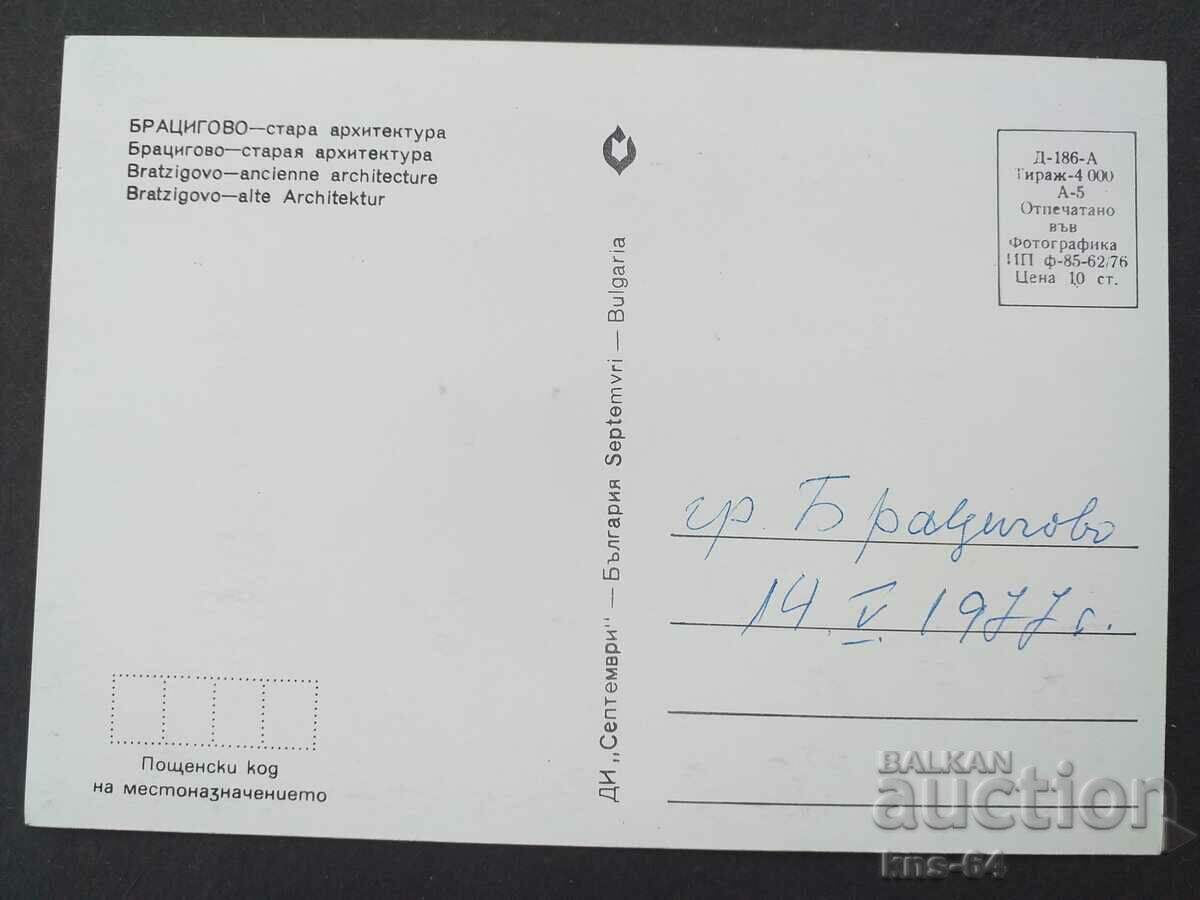 БРАЦИГОВО—стара архитектура
Брацигово—старая архитектура
Bratzigovo—ancienne architecture
Bratzigovo—alte Architektur
Пощенски код
на местоназначението
ДИ „Септември" — България Septemvri — Bulgaria
Д-186-А
Тираж-4 000
А-5
Отпечатано
във
Фотографика
ИП ф-85-62/76
Цена 10 ст.
гр. Брацигово
14. V. 1977 г.
BALKAN
auction
kns-64